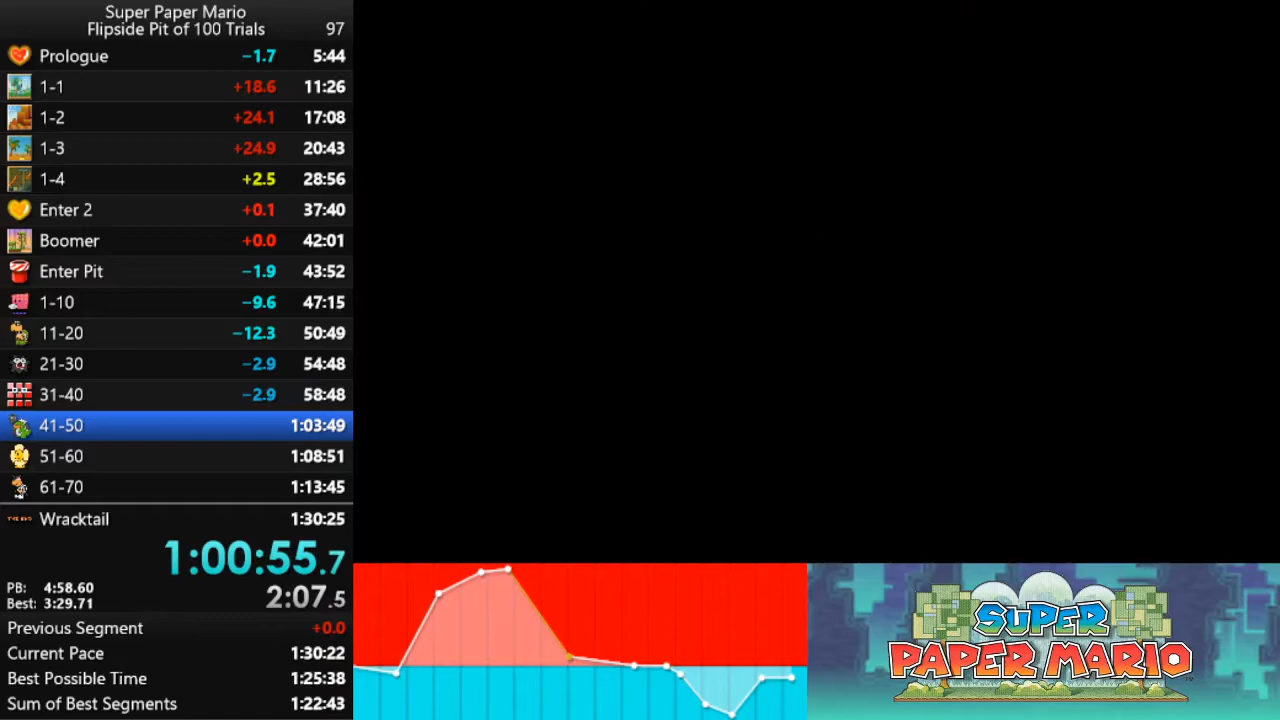 Super Paper Mario
Flipside Pit of 100 Trials 97
Prologue −1.7 5:44
1-1 +18.6 11:26
1-2 +24.1 17:08
1-3 +24.9 20:43
1-4 +2.5 28:56
Enter 2 +0.1 37:40
Boomer +0.0 42:01
Enter Pit −1.9 43:52
1-10 −9.6 47:15
11-20 −12.3 50:49
21-30 −2.9 54:48
31-40 −2.9 58:48
41-50 1:03:49
51-60 1:08:51
61-70 1:13:45
THE END Wracktail 1:30:25
1:00:55.7
PB: 4:58.60
Best: 3:29.71
2:07.5
Previous Segment +0.0
Current Pace 1:30:22
Best Possible Time 1:25:38
Sum of Best Segments 1:22:43
SUPER
PAPER MARIO